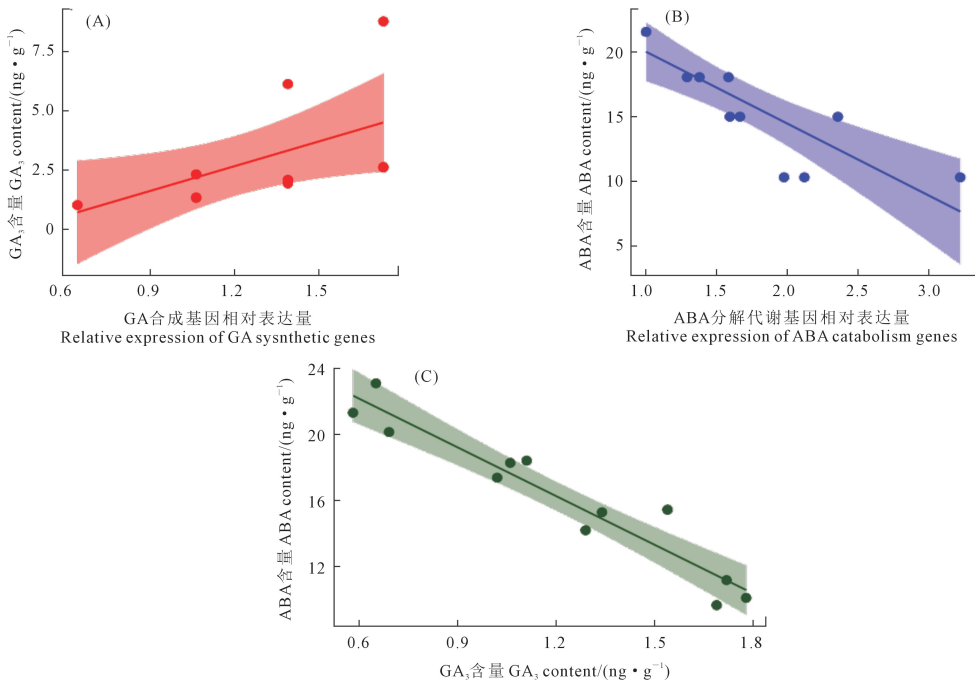 (A)
GA₃含量 GA₃ content/(ng·g⁻¹)
7.5
5.0
2.5
0
0.6 0.9 1.2 1.5
GA合成基因相对表达量
Relative expression of GA sysnthetic genes
(B)
ABA含量 ABA content/(ng·g⁻¹)
20
15
10
5
1.0 1.5 2.0 2.5 3.0
ABA分解代谢基因相对表达量
Relative expression of ABA catabolism genes
(C)
ABA含量 ABA content/(ng·g⁻¹)
24
20
16
12
0.6 0.9 1.2 1.5 1.8
GA₃含量 GA₃ content/(ng·g⁻¹)